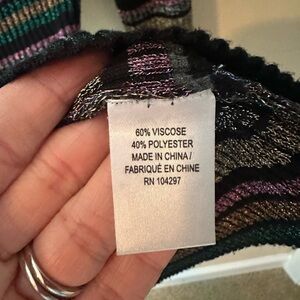 60% VISCOSE
40% POLYESTER
MADE IN CHINA/
FABRIQUÉ EN CHINE
RN 104297